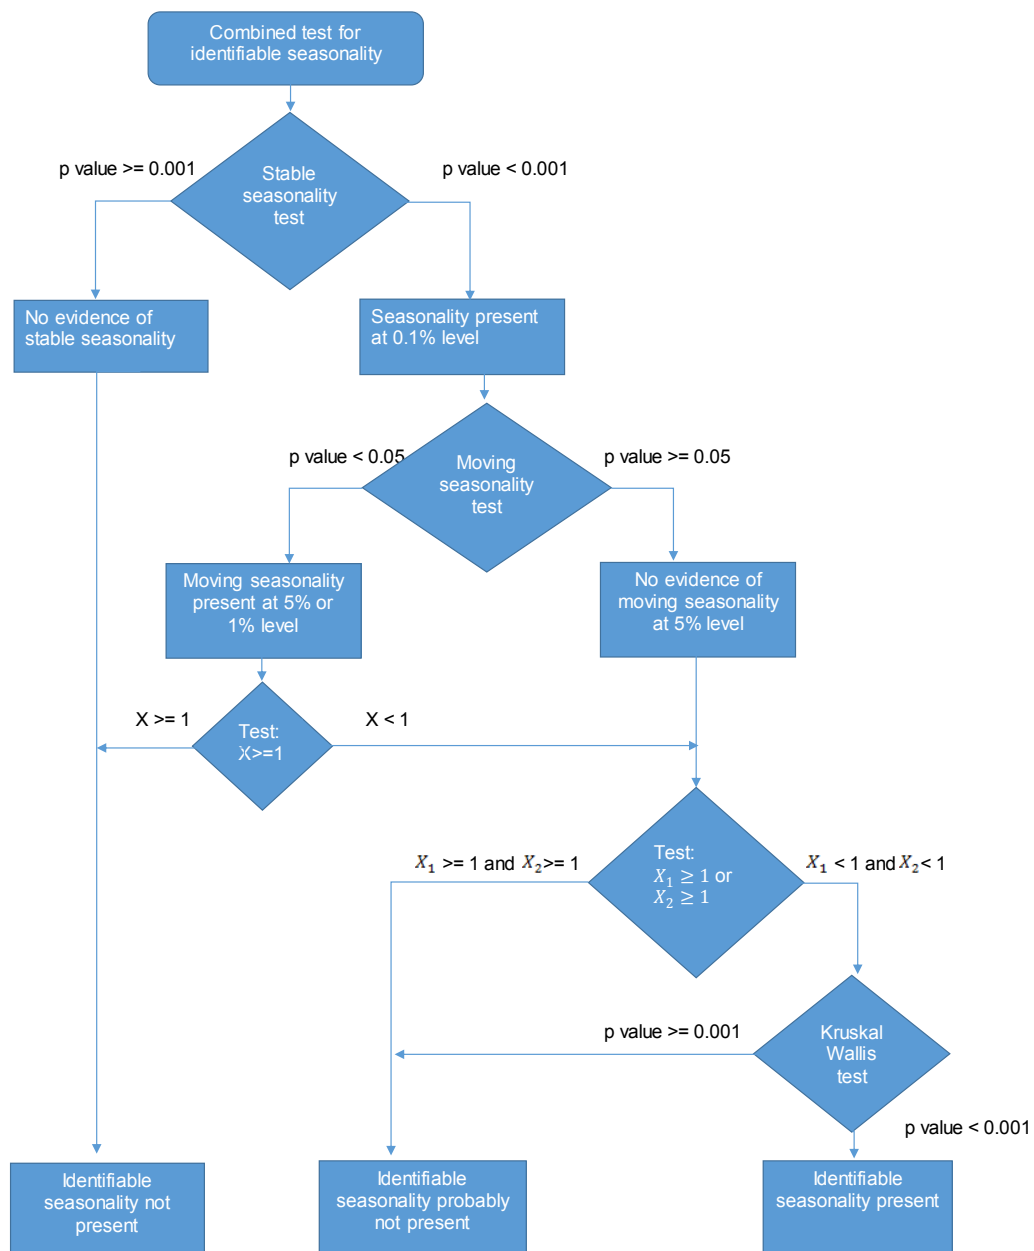 Combined test for
identifiable seasonality
p value >= 0.001
p value < 0.001
Stable
seasonality
test
No evidence of
stable seasonality
Seasonality present
at 0.1% level
p value < 0.05
p value >= 0.05
Moving
seasonality
test
Moving seasonality
present at 5% or
1% level
No evidence of
moving seasonality
at 5% level
X >= 1
X < 1
Test:
X>=1
X₁ >= 1 and X₂>= 1
Test:
X₁ ≥ 1 or
X₂ ≥ 1
X₁ < 1 and X₂< 1
p value >= 0.001
Kruskal
Wallis
test
p value < 0.001
Identifiable
seasonality not
present
Identifiable
seasonality probably
not present
Identifiable
seasonality present